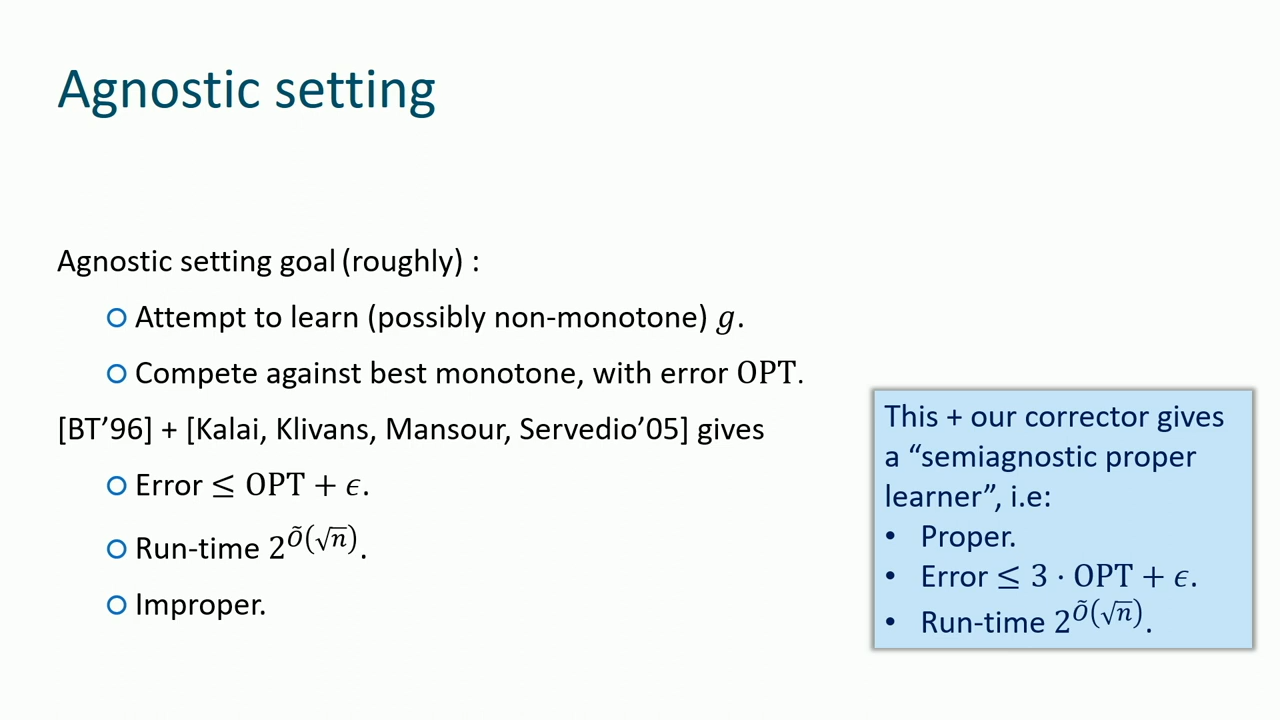 Agnostic setting
Agnostic setting goal (roughly) :
Attempt to learn (possibly non-monotone) g.
Compete against best monotone, with error OPT.
[BT’96] + [Kalai, Klivans, Mansour, Servedio’05] gives
Error ≤ OPT + ϵ.
Run-time 2^Õ(√n).
Improper.
This + our corrector gives
a “semiagnostic proper
learner”, i.e:
• Proper.
• Error ≤ 3 · OPT + ϵ.
• Run-time 2^Õ(√n).